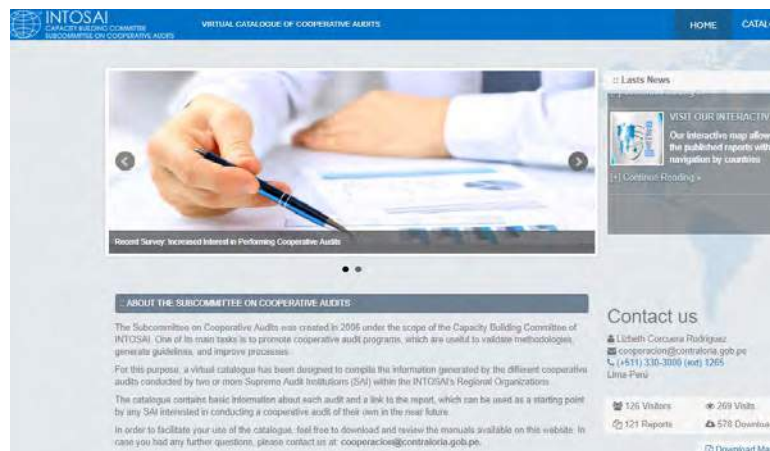 INTOSAI
CAPACITY BUILDING COMMITTEE
SUBCOMMITTEE ON COOPERATIVE AUDITS
VIRTUAL CATALOGUE OF COOPERATIVE AUDITS
HOME
CATAL
:: Lasts News
VISIT OUR INTERACTIV
Our interactive map allow
the published reports with
navigation by countries
[+] Continue Reading »
Recent Survey: Increased Interest in Performing Cooperative Audits
:: ABOUT THE SUBCOMMITTEE ON COOPERATIVE AUDITS
The Subcommittee on Cooperative Audits was created in 2006 under the scope of the Capacity Building Committee of
INTOSAI. One of its main tasks is to promote cooperative audit programs, which are useful to validate methodologies,
generate guidelines, and improve processes.
For this purpose, a virtual catalogue has been designed to compile the information generated by the different cooperative
audits conducted by two or more Supreme Audit Institutions (SAI) within the INTOSAI's Regional Organizations.
The catalogue contains basic information about each audit and a link to the report, which can be used as a starting point
by any SAI interested in conducting a cooperative audit of their own in the near future.
In order to facilitate your use of the catalogue, feel free to download and review the manuals available on this website. In
case you had any further questions, please contact us at: cooperacion@contraloria.gob.pe.
Contact us
Lizbeth Corcuera Rodriguez
cooperacion@contraloria.gob.pe
(+511) 330-3000 (ext) 1265
Lima-Perú
126 Visitors
269 Visits
121 Reports
578 Downloa
Download Ma